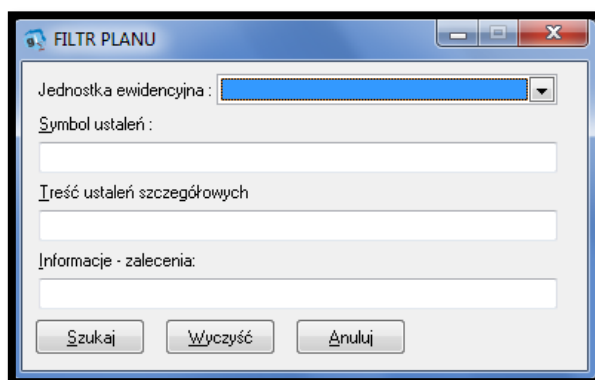 FILTR PLANU
Jednostka ewidencyjna :
Symbol ustaleń :
Treść ustaleń szczegółowych
Informacje - zalecenia:
Szukaj Wyczyść Anuluj